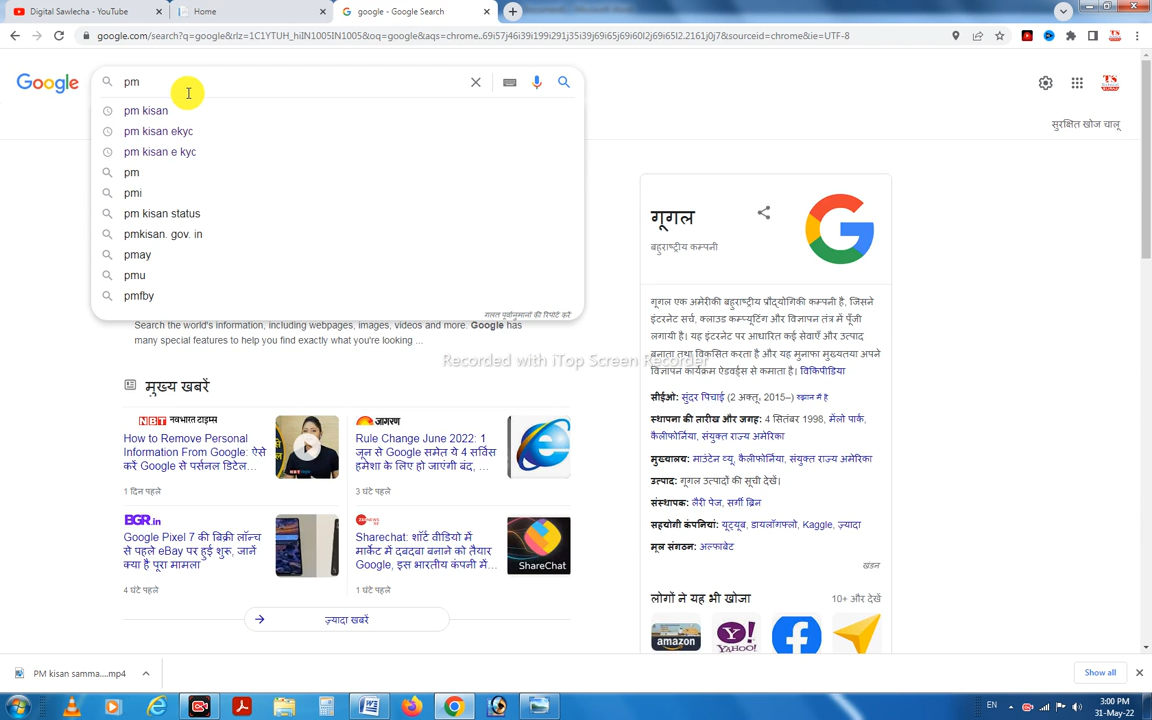 Digital Sawlecha - YouTube
Home
google - Google Search
google.com/search?q=google&rlz=1C1YTUH_hiIN1005IN1005&oq=google&aqs=chrome..69i57j46i39i199i291j35i39j69i65j69i60l2j69i65l2.2161j0j7&sourceid=chrome&ie=UTF-8
Google
pm
pm kisan
pm kisan ekyc
pm kisan e kyc
pm
pmi
pm kisan status
pmkisan. gov. in
pmay
pmu
pmfby
गलत पूर्वानुमानों की रिपोर्ट करें
सुरक्षित खोज चालू
Search the world's information, including webpages, images, videos and more. Google has
many special features to help you find exactly what you're looking ...
Recorded with iTop Screen Recorder
मुख्य खबरें
NBT नवभारत टाइम्स
How to Remove Personal
Information From Google: ऐसे
करें Google से पर्सनल डिटेल...
1 दिन पहले
जागरण
Rule Change June 2022: 1
जून से Google समेत ये 4 सर्विस
हमेशा के लिए हो जाएंगी बंद, ...
3 घंटे पहले
BGR.in
Google Pixel 7 की बिक्री लॉन्च
से पहले eBay पर हुई शुरू, जानें
क्या है पूरा मामला
4 घंटे पहले
Sharechat: शॉर्ट वीडियो में
मार्केट में दबदबा बनाने को तैयार
Google, इस भारतीय कंपनी में...
ShareChat
1 घंटे पहले
ज़्यादा खबरें
गूगल
बहुराष्ट्रीय कम्पनी
गूगल एक अमेरीकी बहुराष्ट्रीय प्रौद्योगिकी कम्पनी है, जिसने
इंटरनेट सर्च, क्लाउड कम्प्यूटिंग और विज्ञापन तंत्र में पूँजी
लगायी है। यह इंटरनेट पर आधारित कई सेवाएँ और उत्पाद
बनाता तथा विकसित करता है और यह मुनाफा मुख्यतया अपने
विज्ञापन कार्यक्रम ऐडवर्ड्स से कमाता है। विकिपीडिया
सीईओ: सुंदर पिचाई (2 अक्तू. 2015–) रुझान में है
स्थापना की तारीख और जगह: 4 सितंबर 1998, मेंलो पार्क,
कैलीफोर्निया, संयुक्त राज्य अमेरिका
मुख्यालय: माउंटेन व्यू, कैलीफोर्निया, संयुक्त राज्य अमेरिका
उत्पाद: गूगल उत्पादों की सूची देखें।
संस्थापक: लैरी पेज, सर्गी ब्रिन
सहयोगी कंपनियां: यूट्यूब, डायलॉगफ्लो, Kaggle, ज़्यादा
मूल संगठन: अल्फाबेट
खंडन
लोगों ने यह भी खोजा
10+ और देखें
amazon
YAHOO!
PM kisan samma....mp4
Show all
EN
3:00 PM
31-May-22